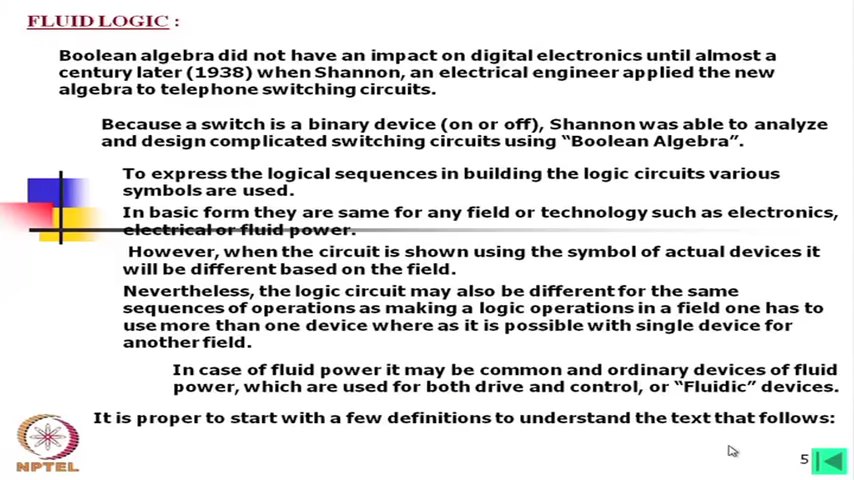 FLUID LOGIC :
Boolean algebra did not have an impact on digital electronics until almost a
century later (1938) when Shannon, an electrical engineer applied the new
algebra to telephone switching circuits.
Because a switch is a binary device (on or off), Shannon was able to analyze
and design complicated switching circuits using “Boolean Algebra”.
To express the logical sequences in building the logic circuits various
symbols are used.
In basic form they are same for any field or technology such as electronics,
electrical or fluid power.
However, when the circuit is shown using the symbol of actual devices it
will be different based on the field.
Nevertheless, the logic circuit may also be different for the same
sequences of operations as making a logic operations in a field one has to
use more than one device where as it is possible with single device for
another field.
In case of fluid power it may be common and ordinary devices of fluid
power, which are used for both drive and control, or “Fluidic” devices.
It is proper to start with a few definitions to understand the text that follows:
NPTEL
5